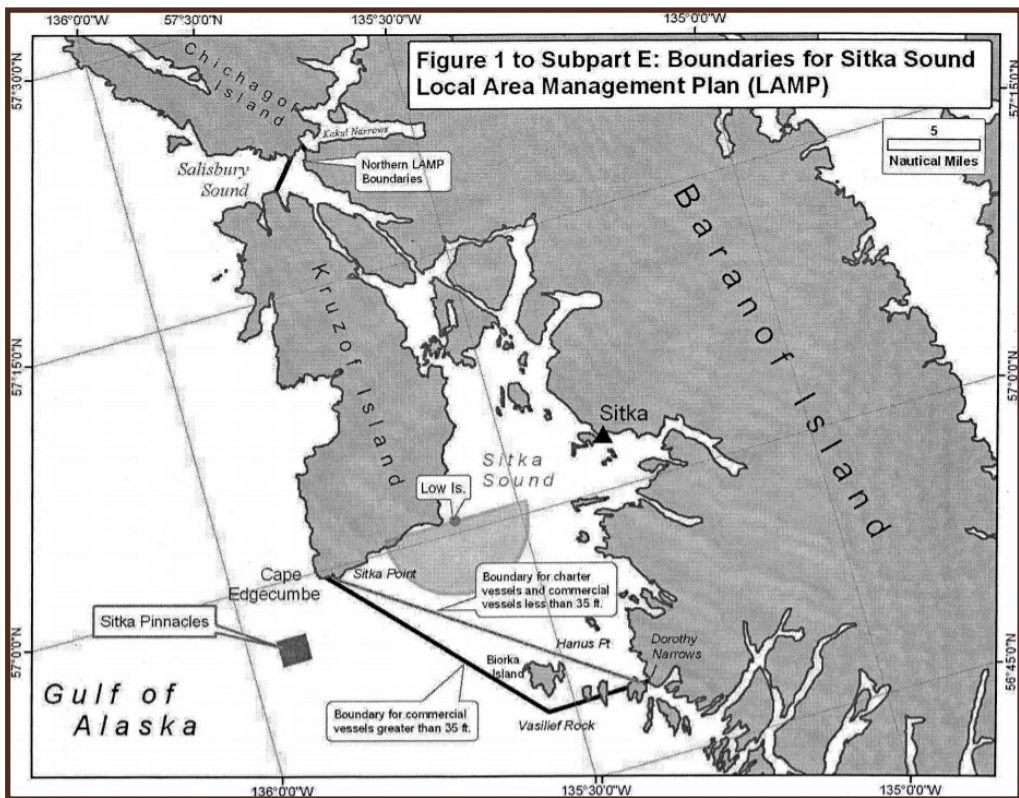 136°0'0"W
57°30'0"W
135°30'0"W
135°0'0"W
Figure 1 to Subpart E: Boundaries for Sitka Sound
Local Area Management Plan (LAMP)
57°30'0"N
57°15'0"N
5
Nautical Miles
Chichagof
Island
Kakul Narrows
Northern LAMP
Boundaries
Salisbury
Sound
Baranof Island
Kruzof Island
57°15'0"N
57°0'0"N
Sitka
Sitka
Sound
Low Is.
Cape
Edgecumbe
Sitka Point
Boundary for charter
vessels and commercial
vessels less than 35 ft.
Sitka Pinnacles
Hanus Pt
Dorothy
Narrows
Biorka
Island
57°0'0"N
56°45'0"N
Gulf of
Alaska
Boundary for commercial
vessels greater than 35 ft.
Vasilief Rock
136°0'0"W
135°30'0"W
135°0'0"W